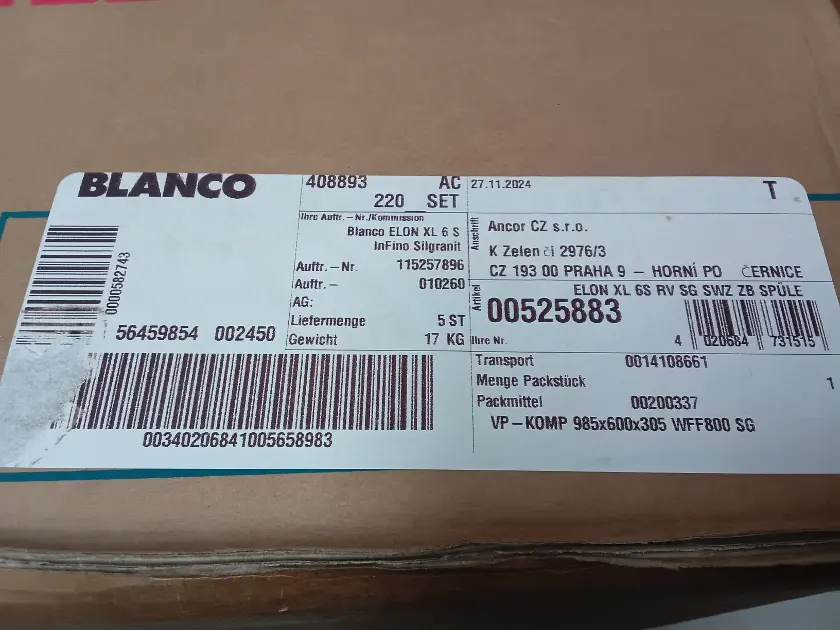 BLANCO
408893 AC
220 SET
27.11.2024
T
Ihre Auftr. - Nr./Kommission
Blanco ELON XL 6 S
InFino Silgranit
Auftr. - Nr. 115257896
Auftr. - 010260
AG:
Liefermenge 5 ST
Gewicht 17 KG
Anschrift
Ancor CZ s.r.o.
K Zelen či 2976/3
CZ 193 00 PRAHA 9 - HORNÍ PO ČERNICE
Artikel
ELON XL 6S RV SG SWZ ZB SPÜLE
00525883
Ihre Nr.
4 020684 731515
0000582743
56459854 002450
00340206841005658983
Transport 0014108661
Menge Packstück 1
Packmittel 00200337
VP-KOMP 985x600x305 WFF800 SG